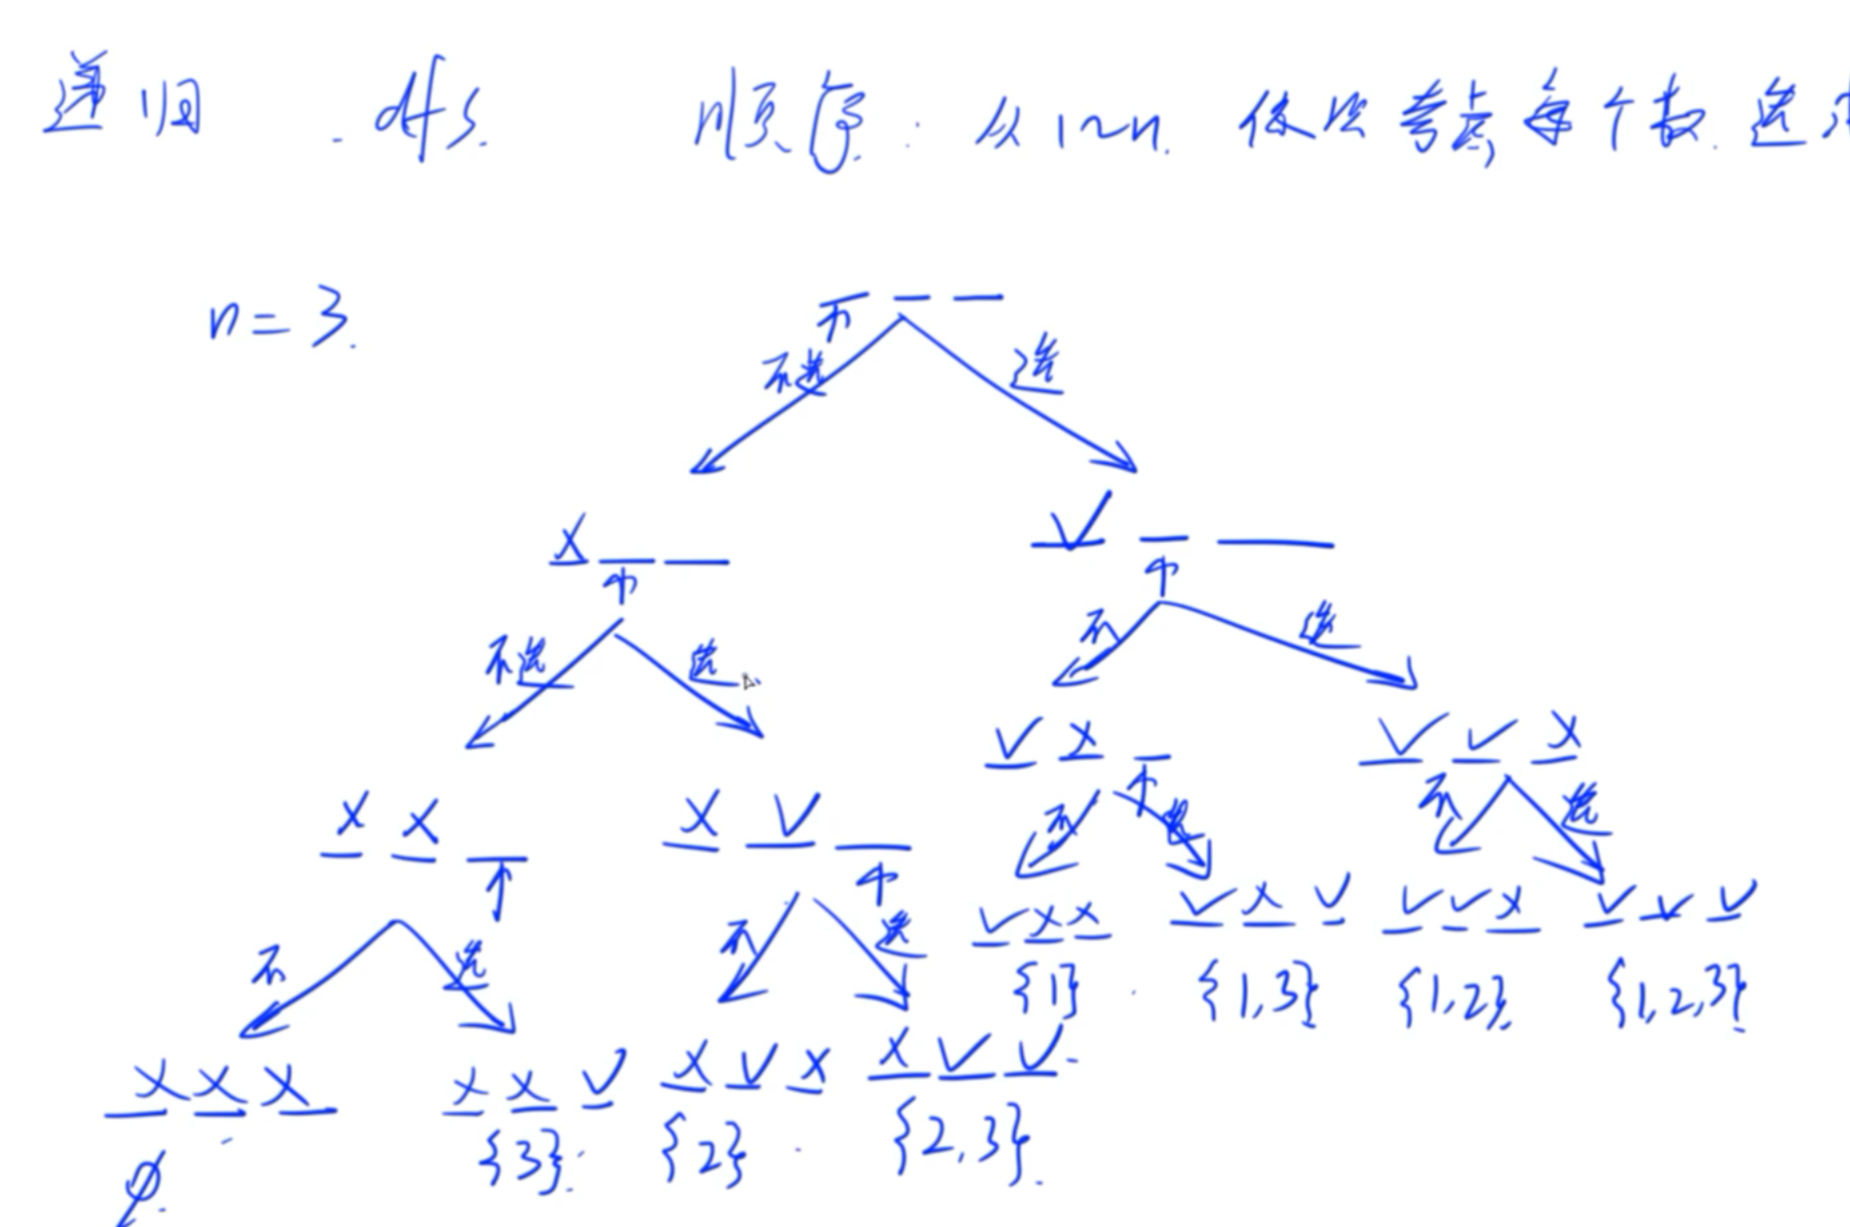 递归 . dfs. 顺序: 从1~n. 依次考虑每个数. 选
n = 3.
不选 选
x √
不选 选 不 选
√ x √ √ x
x x x √
不 选 不 选
不 选 不 选
√ x x √ x √ √ √ x √ √ √
{1} {1,3} {1,2} {1,2,3}
x x x x x √ x √ x x √ √
∅ {3} {2} {2,3}